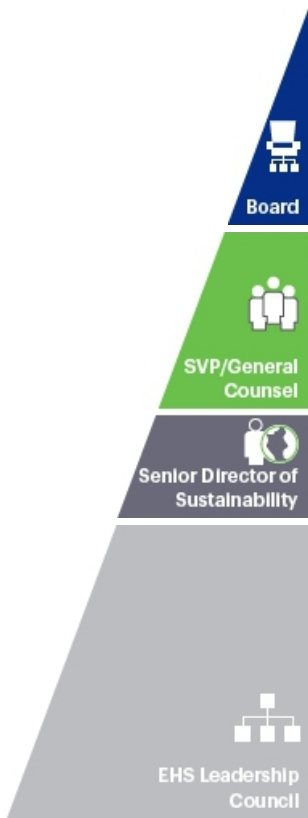 Board
SVP/General
Counsel
Senior Director of
Sustainability
EHS Leadership
Council